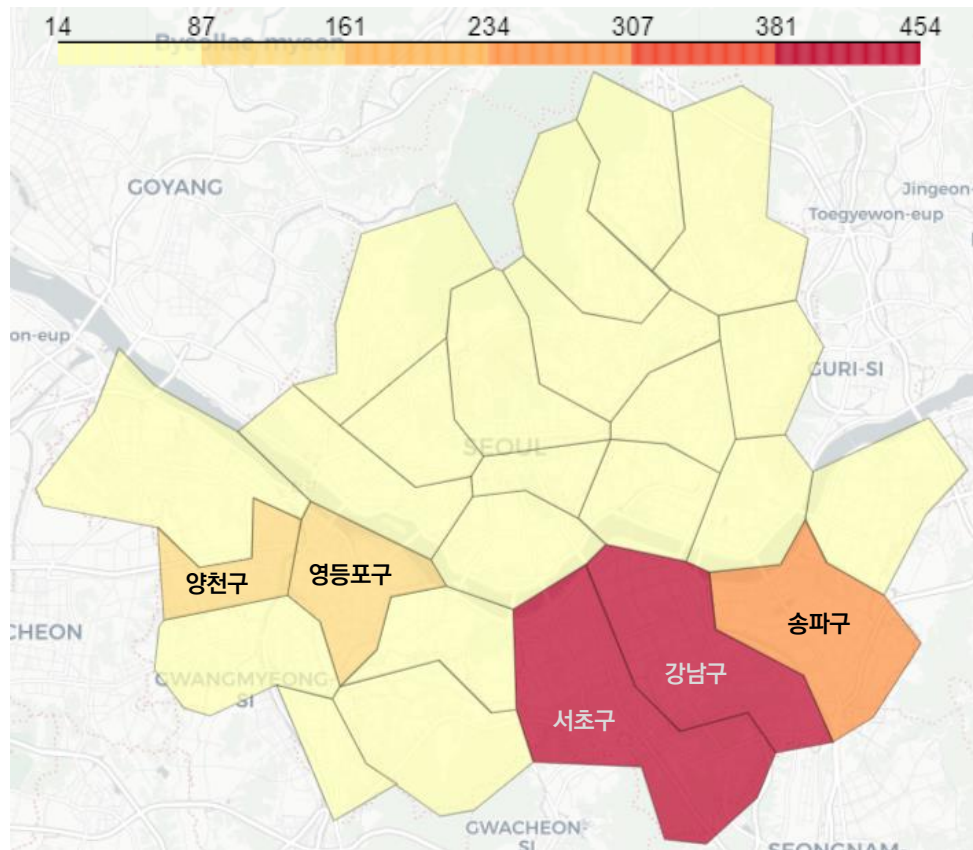 14 87 161 234 307 381 454
Byeollae-myeon
GOYANG
Jingeon-
Toegyewon-eup
on-eup
GURI-SI
SEOUL
양천구
영등포구
송파구
CHEON
강남구
GWANGMYEONG-
SI
서초구
GWACHEON-
SI
SEONGNAM